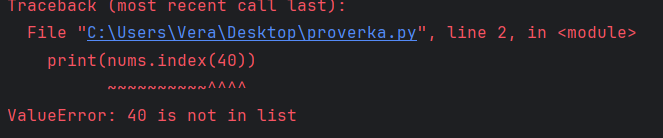 Traceback (most recent call last):
File "C:\Users\Vera\Desktop\proverka.py", line 2, in <module>
print(nums.index(40))
~~~~~~~~~~^^^^
ValueError: 40 is not in list